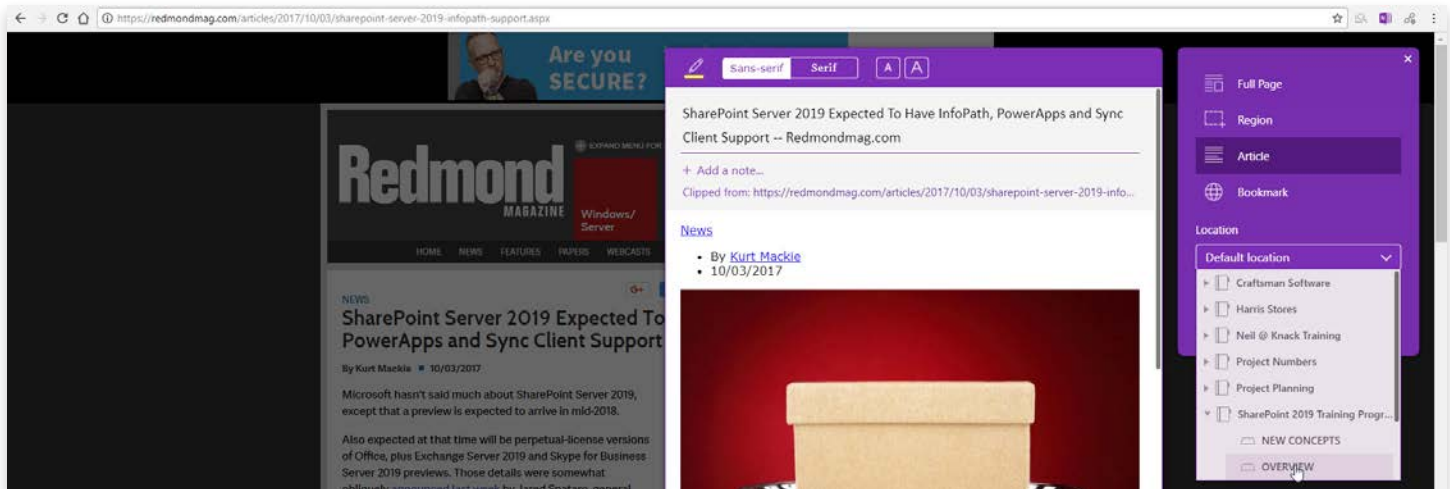 https://redmondmag.com/articles/2017/10/03/sharepoint-server-2019-infopath-support.aspx
Are you
SECURE?
Redmond
MAGAZINE
EXPAND MENU FOR
Windows/
Server
HOME NEWS FEATURES PAPERS WEBCASTS
NEWS
G+
SharePoint Server 2019 Expected To
PowerApps and Sync Client Support
By Kurt Mackie 10/03/2017
Microsoft hasn't said much about SharePoint Server 2019,
except that a preview is expected to arrive in mid-2018.
Also expected at that time will be perpetual-license versions
of Office, plus Exchange Server 2019 and Skype for Business
Server 2019 previews. Those details were somewhat
Sans-serif Serif A A
SharePoint Server 2019 Expected To Have InfoPath, PowerApps and Sync
Client Support -- Redmondmag.com
+ Add a note...
Clipped from: https://redmondmag.com/articles/2017/10/03/sharepoint-server-2019-info...
News
• By Kurt Mackie
• 10/03/2017
Full Page
Region
Article
Bookmark
Location
Default location
Craftsman Software
Harris Stores
Neil @ Knack Training
Project Numbers
Project Planning
SharePoint 2019 Training Progr...
NEW CONCEPTS
OVERVIEW